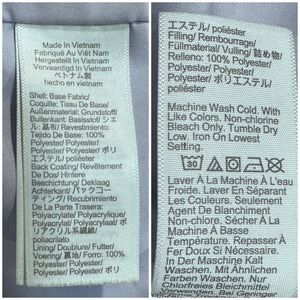 Made In Vietnam
Fabriqué Au Viêt Nam
Hergestellt In Vietnam
Vervaardigd In Vietnam
ベトナム製
hecho en Vietnam
Shell: Base Fabric/
Coquille: Tissu De Base/
Außenmaterial: Grundstoff/
Buitenkant: Basisstof/ シェ
ル: 基布/ Revestimiento:
Tejido De Base: 100%
Polyester/ Polyester/
Polyester/ Polyester/ ポリ
エステル/ poliéster
Back Coating/ Revêtement
De Dos/ Hintere
Beschichtung/ Deklaag
Achterkant/ バックコー
ティング/ Recubrimiento
De La Parte Trasera:
Polyacrylate/ Polyacrylique/
Polyacrylat/ Polyacrylaat/ ポ
リアクリル系繊維/
poliacrilato
Lining/ Doublure/ Futter/
Voering/ 裏地/ Forro: 100%
Polyester/ Polyester/
Polyester/ Polyester/ ポリ
エステル/ poliéster
Filling/ Rembourrage/
Füllmaterial/ Vulling/ 詰め物/
Relleno: 100% Polyester/
Polyester/ Polyester/
Polyester/ ポリエステル/
poliéster
Machine Wash Cold. With
Like Colors. Non-chlorine
Bleach Only. Tumble Dry
Low. Iron On Lowest
Setting.
Laver À La Machine À L'eau
Froide. Laver En Séparant
Les Couleurs. Seulement
Avec Agent De Blanchiment
Non-chloré. Sécher À La
Machine À Basse
Température. Repasser À
Fer Doux Si Nécessaire.
In Der Maschine Kalt
Waschen. Mit Ähnlichen
Farben Waschen. Nur